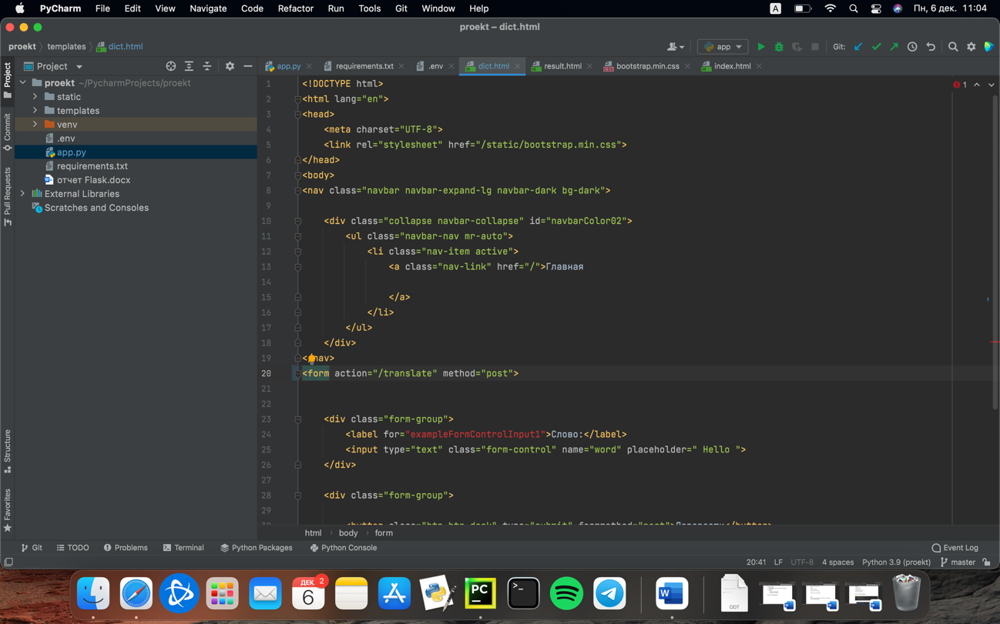 PyCharm File Edit View Navigate Code Refactor Run Tools Git Window Help A Пн, 6 дек. 11:04
proekt – dict.html
proekt templates dict.html app Git:
Project app.py requirements.txt .env dict.html result.html bootstrap.min.css index.html
Project
Commit
Pull Requests
Structure
Favorites
proekt ~/PycharmProjects/proekt
static
templates
venv
.env
app.py
requirements.txt
отчет Flask.docx
External Libraries
Scratches and Consoles
1
1 <!DOCTYPE html>
2 <html lang="en">
3 <head>
4 <meta charset="UTF-8">
5 <link rel="stylesheet" href="/static/bootstrap.min.css">
6 </head>
7 <body>
8 <nav class="navbar navbar-expand-lg navbar-dark bg-dark">
9
10 <div class="collapse navbar-collapse" id="navbarColor02">
11 <ul class="navbar-nav mr-auto">
12 <li class="nav-item active">
13 <a class="nav-link" href="/">Главная
14
15 </a>
16 </li>
17 </ul>
18 </div>
19 </nav>
20 <form action="/translate" method="post">
21
22
23 <div class="form-group">
24 <label for="exampleFormControlInput1">Слово:</label>
25 <input type="text" class="form-control" name="word" placeholder=" Hello ">
26 </div>
27
28 <div class="form-group">
29
html body form
Git TODO Problems Terminal Python Packages Python Console Event Log
20:41 LF UTF-8 4 spaces Python 3.9 (proekt) master
ДЕК. 2
6
PC
>_
W
ODT